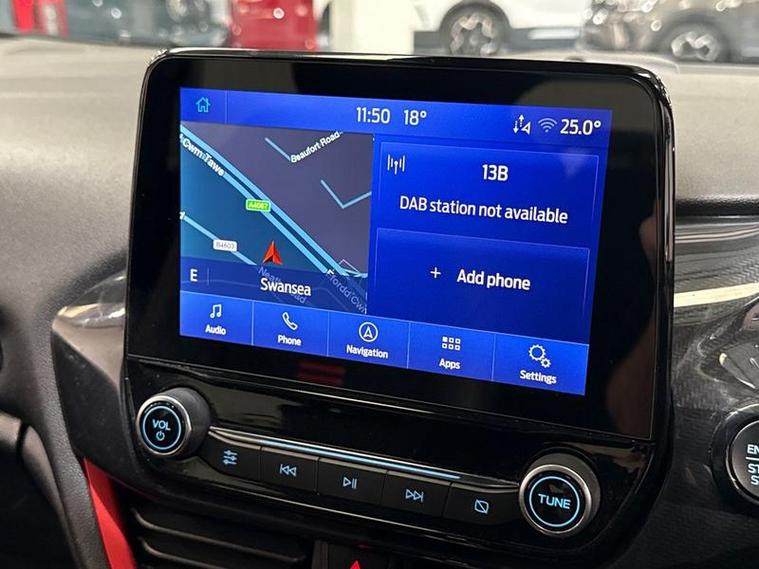 11:50 18°
25.0°
Beaufort Road
Cwm Tawe
A4067
B4603
E
Swansea
13B
DAB station not available
+ Add phone
Audio
Phone
Navigation
Apps
Settings
VOL
TUNE